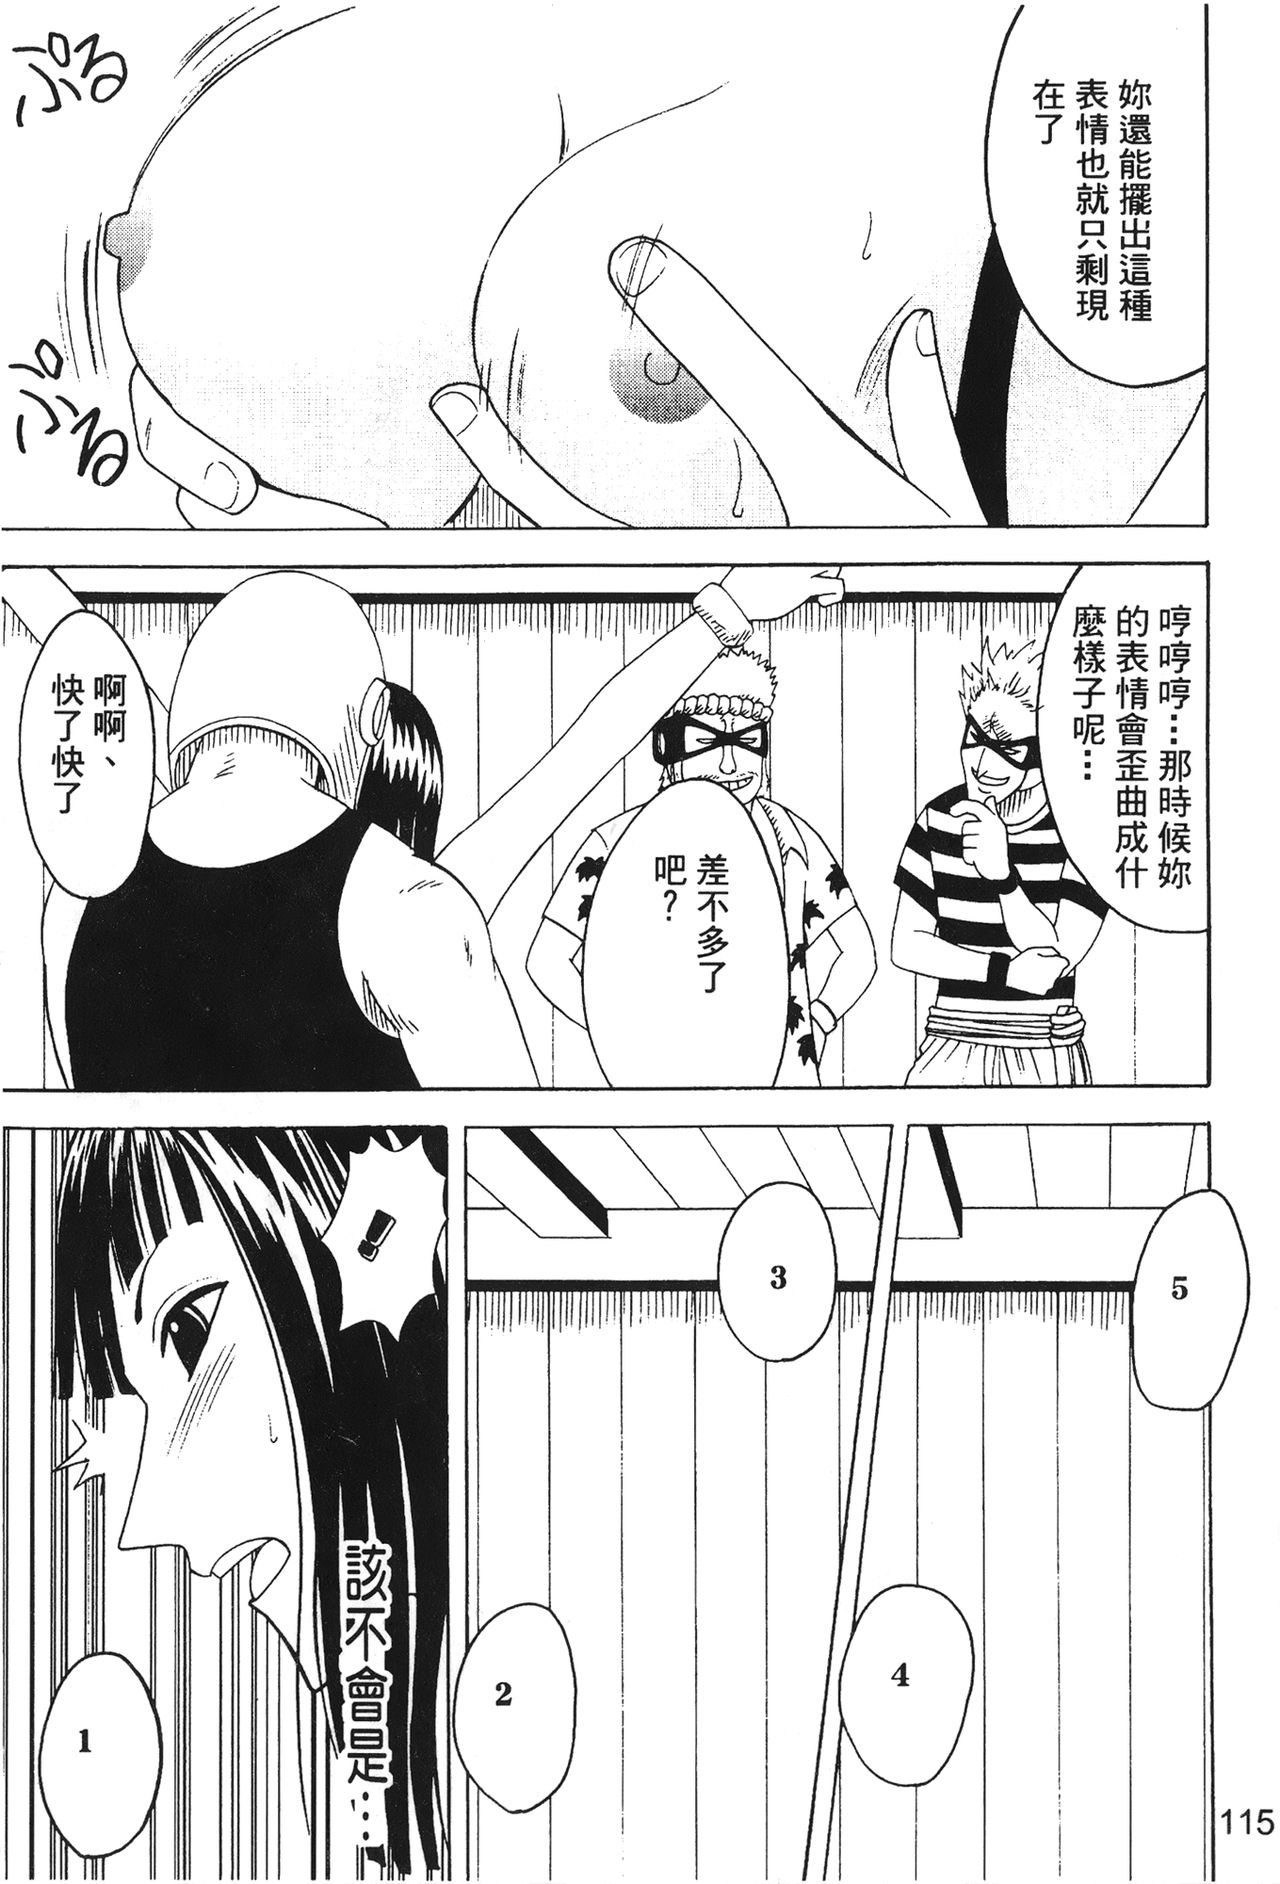 妳還能擺出這種
表情也就只剩現
在了
ぷる
ぷる
哼哼哼…那時候妳
的表情會歪曲成什
麼樣子呢…
差不多了
吧？
啊啊、
快了快了
5
4
3
2
1
!!
該不會是…
115